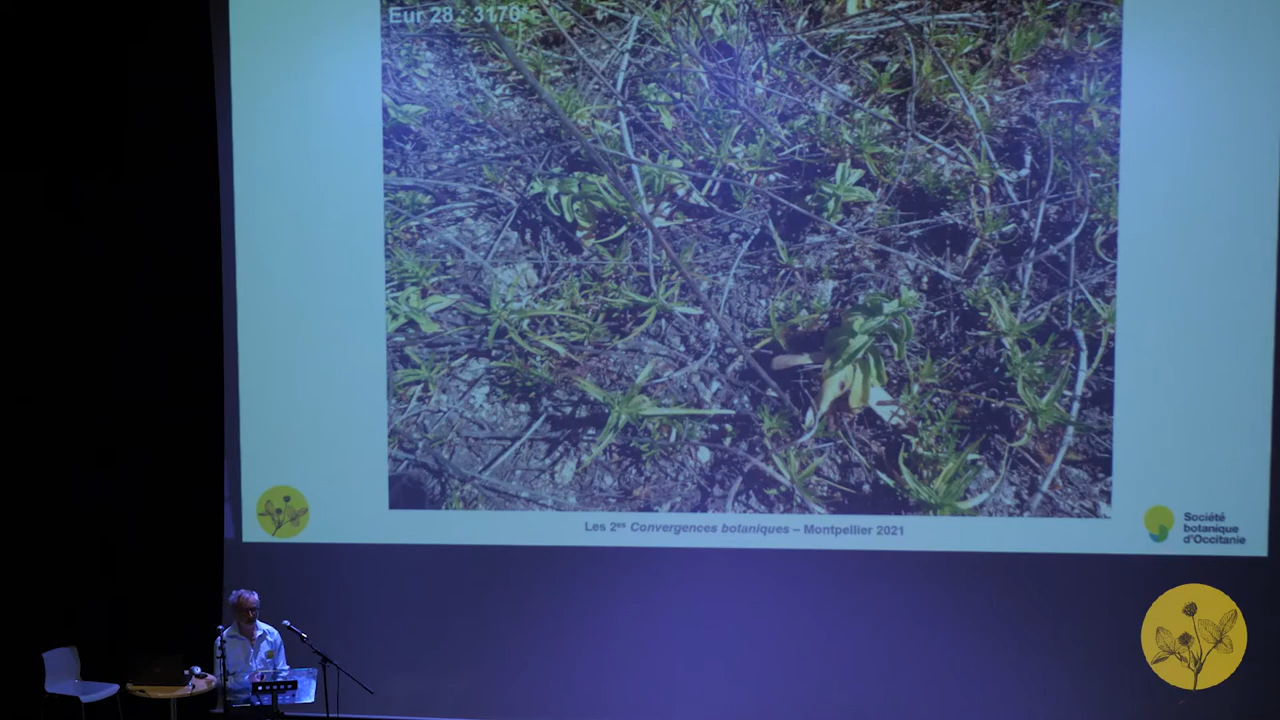 Eur 28 : 3170*
Les 2es Convergences botaniques – Montpellier 2021
Société
botanique
d'Occitanie